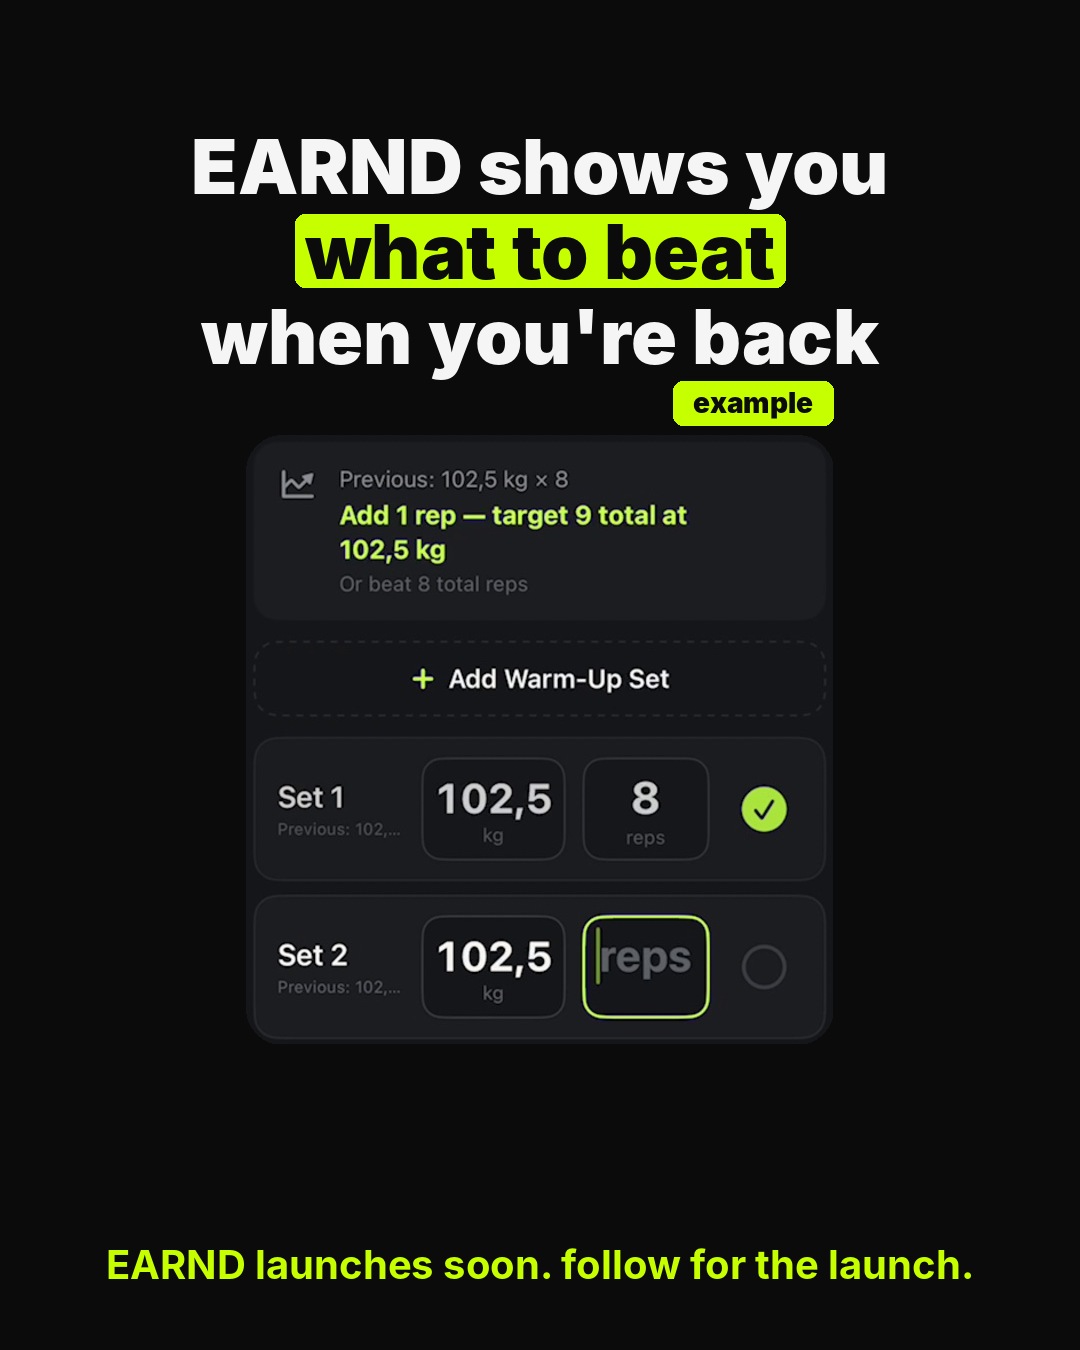 EARND shows you
what to beat
when you're back
example
Previous: 102,5 kg × 8
Add 1 rep — target 9 total at
102,5 kg
Or beat 8 total reps
+ Add Warm-Up Set
Set 1
Previous: 102,...
102,5
kg
8
reps
Set 2
Previous: 102,...
102,5
kg
reps
EARND launches soon. follow for the launch.